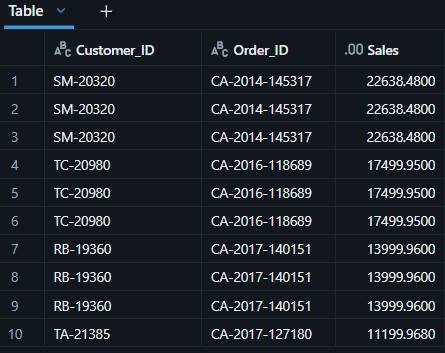 Table +
Customer_ID Order_ID .00 Sales
1 SM-20320 CA-2014-145317 22638.4800
2 SM-20320 CA-2014-145317 22638.4800
3 SM-20320 CA-2014-145317 22638.4800
4 TC-20980 CA-2016-118689 17499.9500
5 TC-20980 CA-2016-118689 17499.9500
6 TC-20980 CA-2016-118689 17499.9500
7 RB-19360 CA-2017-140151 13999.9600
8 RB-19360 CA-2017-140151 13999.9600
9 RB-19360 CA-2017-140151 13999.9600
10 TA-21385 CA-2017-127180 11199.9680